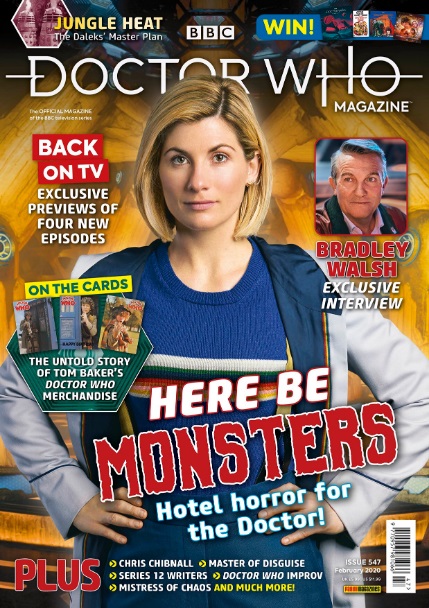 JUNGLE HEAT
The Daleks' Master Plan
BBC
WIN!
DOCTOR WHO
MAGAZINE
The OFFICIAL MAGAZINE
of the BBC television series
BACK
ON TV
EXCLUSIVE
PREVIEWS OF
FOUR NEW
EPISODES
BRADLEY
WALSH
EXCLUSIVE
INTERVIEW
ON THE CARDS
THE UNTOLD STORY
OF TOM BAKER'S
DOCTOR WHO
MERCHANDISE
HERE BE
MONSTERS
Hotel horror for
the Doctor!
PLUS
CHRIS CHIBNALL
MASTER OF DISGUISE
SERIES 12 WRITERS
DOCTOR WHO IMPROV
MISTRESS OF CHAOS AND MUCH MORE!
ISSUE 547
February 2020